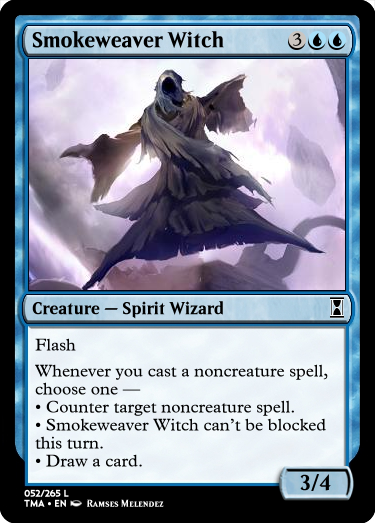 Smokeweaver Witch 3
Creature — Spirit Wizard
Flash
Whenever you cast a noncreature spell,
choose one —
• Counter target noncreature spell.
• Smokeweaver Witch can't be blocked
this turn.
• Draw a card.
3/4
052/265 L
TMA • EN Ramses Melendez